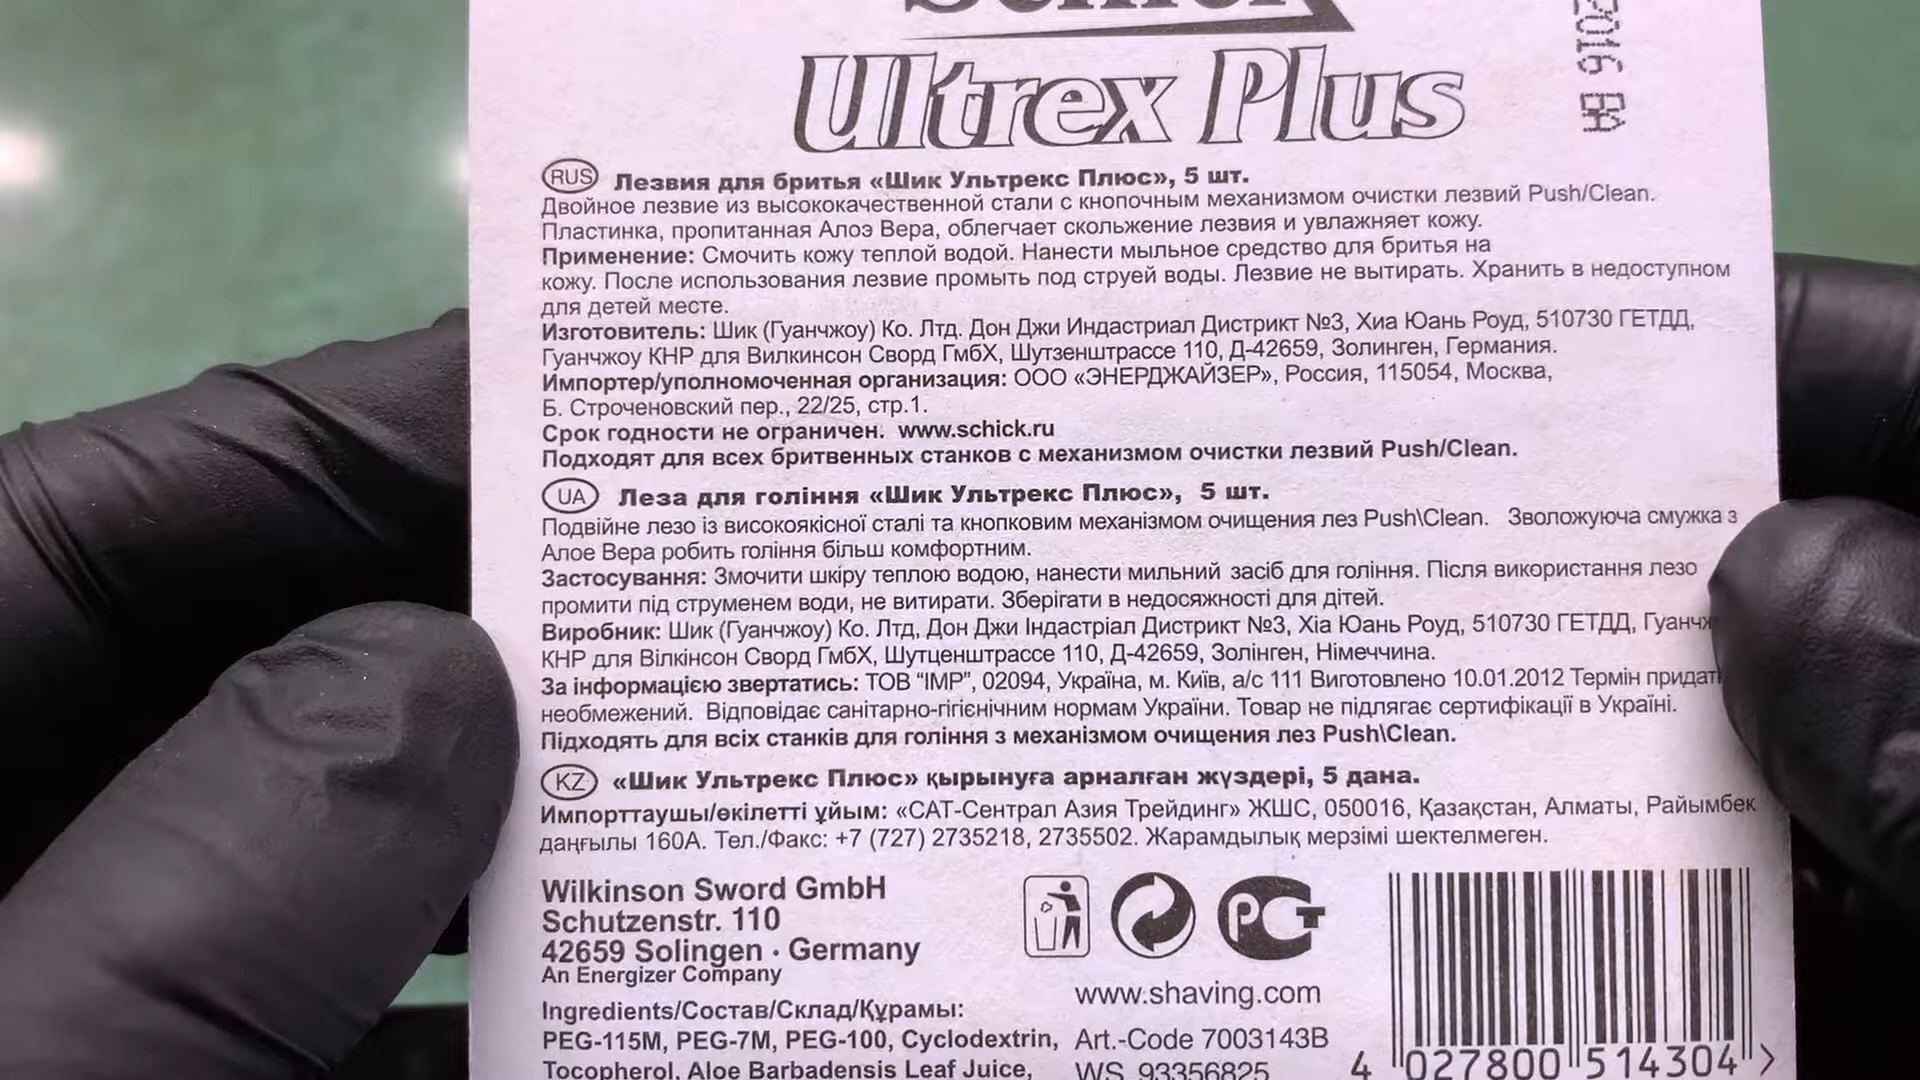 Schick
Ultrex Plus
2016 6A
RUS Лезвия для бритья «Шик Ультрекс Плюс», 5 шт.
Двойное лезвие из высококачественной стали с кнопочным механизмом очистки лезвий Push/Clean.
Пластинка, пропитанная Алоэ Вера, облегчает скольжение лезвия и увлажняет кожу.
Применение: Смочить кожу теплой водой. Нанести мыльное средство для бритья на
кожу. После использования лезвие промыть под струей воды. Лезвие не вытирать. Хранить в недоступном
для детей месте.
Изготовитель: Шик (Гуанчжоу) Ко. Лтд. Дон Джи Индастриал Дистрикт №3, Хиа Юань Роуд, 510730 ГЕТДД,
Гуанчжоу КНР для Вилкинсон Сворд ГмбХ, Шутзенштрассе 110, Д-42659, Золинген, Германия.
Импортер/уполномоченная организация: ООО «ЭНЕРДЖАЙЗЕР», Россия, 115054, Москва,
Б. Строченовский пер., 22/25, стр.1.
Срок годности не ограничен. www.schick.ru
Подходят для всех бритвенных станков с механизмом очистки лезвий Push/Clean.
UA Леза для гоління «Шик Ультрекс Плюс», 5 шт.
Подвійне лезо із високоякісної сталі та кнопковим механізмом очищення лез Push\Clean. Зволожуюча смужка з
Алое Вера робить гоління більш комфортним.
Застосування: Змочити шкіру теплою водою, нанести мильний засіб для гоління. Після використання лезо
промити під струменем води, не витирати. Зберігати в недосяжності для дітей.
Виробник: Шик (Гуанчжоу) Ко. Лтд, Дон Джи Індастріал Дистрикт №3, Хіа Юань Роуд, 510730 ГЕТДД, Гуанчж
КНР для Вілкінсон Сворд ГмбХ, Шутценштрассе 110, Д-42659, Золінген, Німеччина.
За інформацією звертатись: ТОВ “IMP”, 02094, Україна, м. Київ, а/с 111 Виготовлено 10.01.2012 Термін придат
необмежений. Відповідає санітарно-гігієнічним нормам України. Товар не підлягає сертифікації в Україні.
Підходять для всіх станків для гоління з механізмом очищення лез Push\Clean.
KZ «Шик Ультрекс Плюс» қырынуға арналған жүздері, 5 дана.
Импорттаушы/өкілетті ұйым: «САТ-Сентрал Азия Трейдинг» ЖШС, 050016, Қазақстан, Алматы, Райымбек
даңғылы 160А. Тел./Факс: +7 (727) 2735218, 2735502. Жарамдылық мерзімі шектелмеген.
Wilkinson Sword GmbH
Schutzenstr. 110
42659 Solingen · Germany
An Energizer Company
Ingredients/Состав/Склад/Құрамы:
PEG-115M, PEG-7M, PEG-100, Cyclodextrin,
Tocopherol, Aloe Barbadensis Leaf Juice,
РСТ
www.shaving.com
Art.-Code 7003143B
WS 93356825
4 027800 514304 >